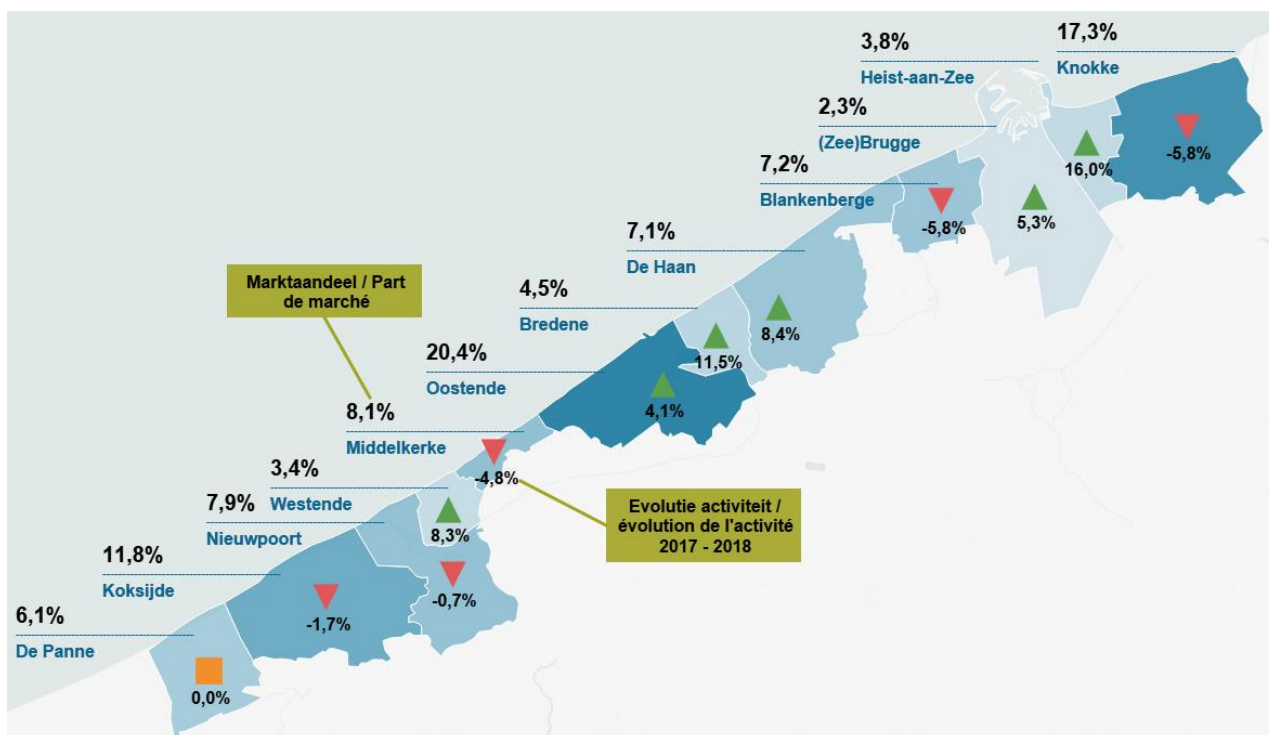 17,3%
Knokke
3,8%
Heist-aan-Zee
2,3%
(Zee)Brugge
7,2%
Blankenberge
7,1%
De Haan
4,5%
Bredene
20,4%
Oostende
8,1%
Middelkerke
3,4%
Westende
7,9%
Nieuwpoort
11,8%
Koksijde
6,1%
De Panne
Marktaandeel / Part
de marché
Evolutie activiteit /
évolution de l'activité
2017 - 2018
-5,8%
16,0%
5,3%
-5,8%
8,4%
11,5%
4,1%
-4,8%
8,3%
-0,7%
-1,7%
0,0%